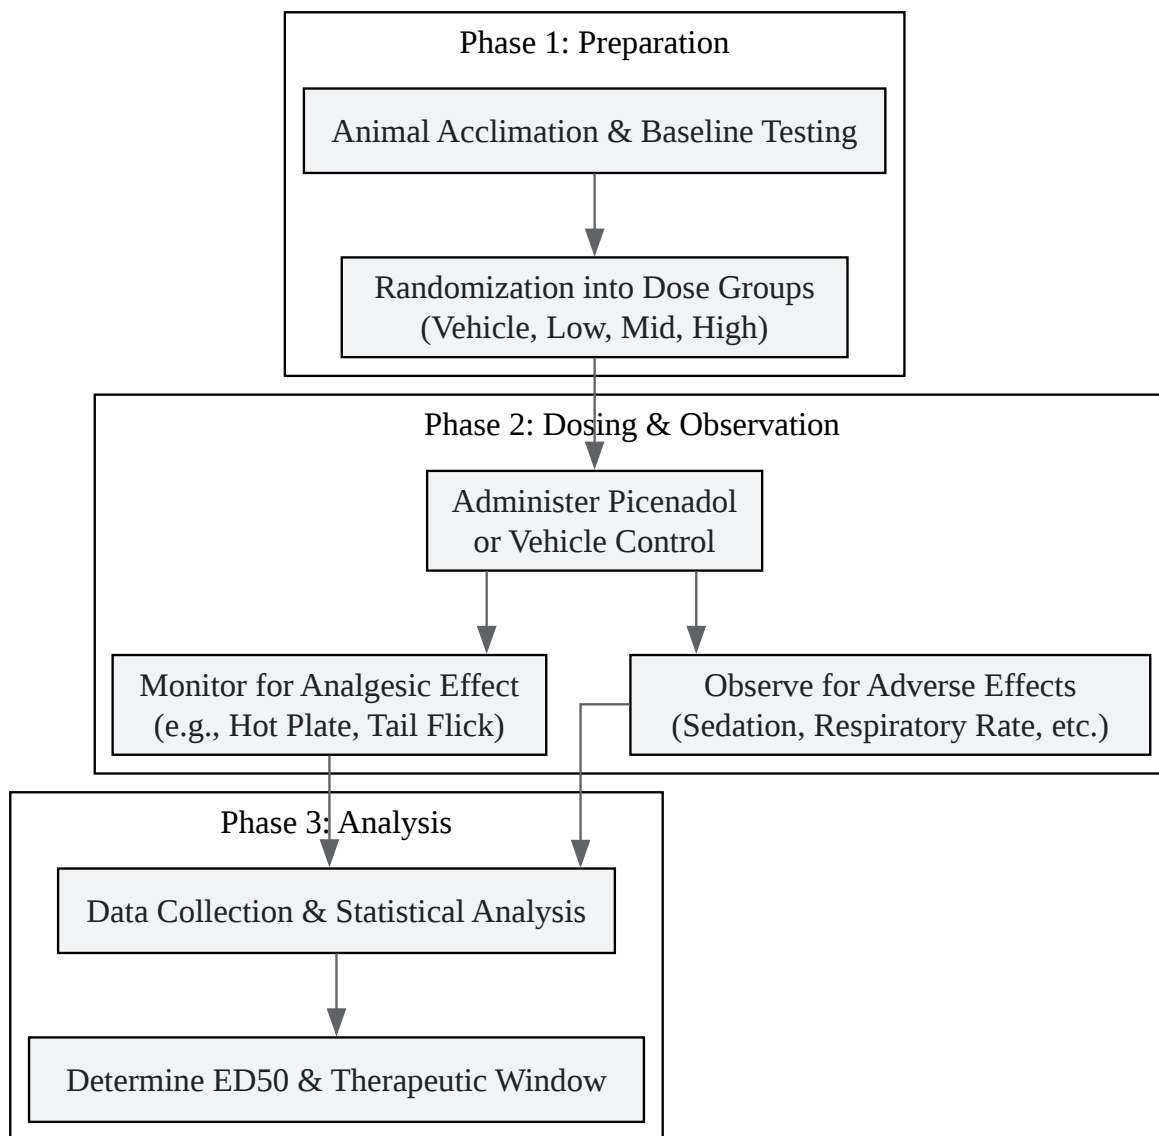 Phase 1: Preparation
Animal Acclimation & Baseline Testing
Randomization into Dose Groups
(Vehicle, Low, Mid, High)
Phase 2: Dosing & Observation
Administer Picenadol
or Vehicle Control
Monitor for Analgesic Effect
(e.g., Hot Plate, Tail Flick)
Observe for Adverse Effects
(Sedation, Respiratory Rate, etc.)
Phase 3: Analysis
Data Collection & Statistical Analysis
Determine ED50 & Therapeutic Window